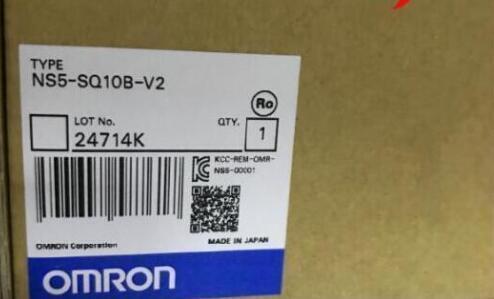 TYPE
NS5-SQ10B-V2
Ro
LOT No.
24714K
QTY.
1
KCC-REM-OMR-
NS5-00001
OMRON Corporation
MADE IN JAPAN
OMRON